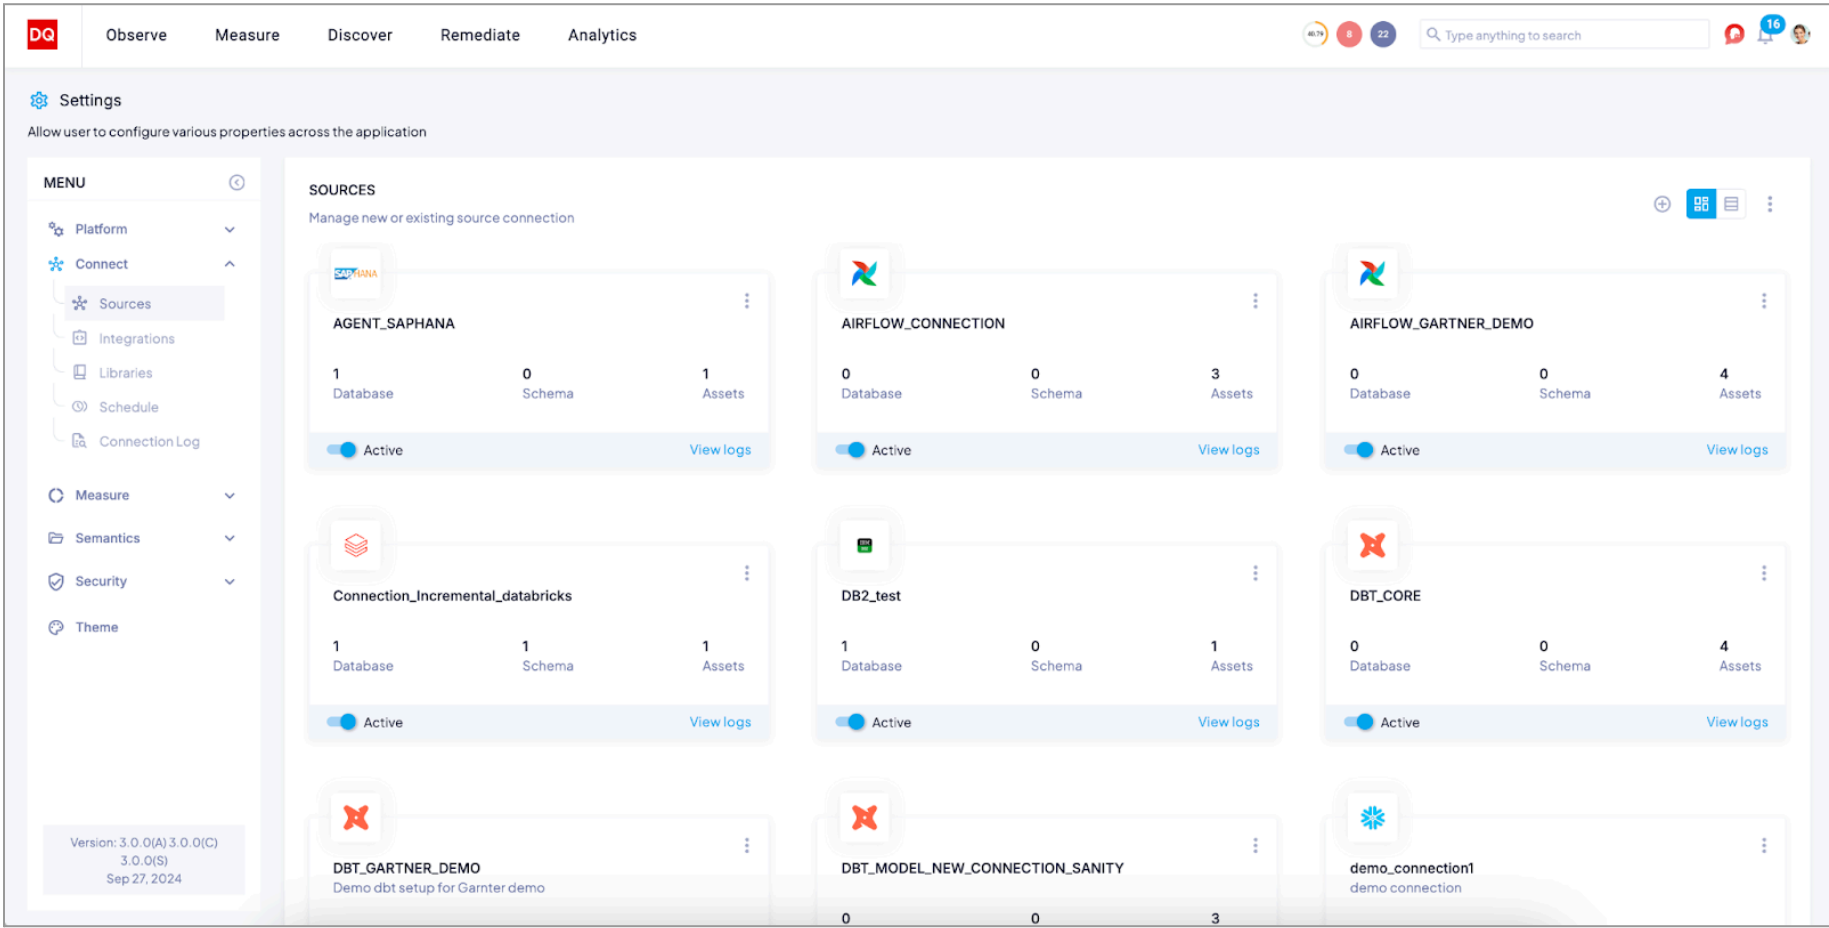 DQ Observe Measure Discover Remediate Analytics 40.79 8 22 Type anything to search 16
Settings
Allow user to configure various properties across the application
MENU
Platform
Connect
Sources
Integrations
Libraries
Schedule
Connection Log
Measure
Semantics
Security
Theme
Version: 3.0.0(A) 3.0.0(C)
3.0.0(S)
Sep 27, 2024
SOURCES
Manage new or existing source connection
SAP HANA
AGENT_SAPHANA
1 0 1
Database Schema Assets
Active View logs
AIRFLOW_CONNECTION
0 0 3
Database Schema Assets
Active View logs
AIRFLOW_GARTNER_DEMO
0 0 4
Database Schema Assets
Active View logs
Connection_Incremental_databricks
1 1 1
Database Schema Assets
Active View logs
DB2_test
1 0 1
Database Schema Assets
Active View logs
DBT_CORE
0 0 4
Database Schema Assets
Active View logs
DBT_GARTNER_DEMO
Demo dbt setup for Garnter demo
DBT_MODEL_NEW_CONNECTION_SANITY
0 0 3
demo_connection1
demo connection